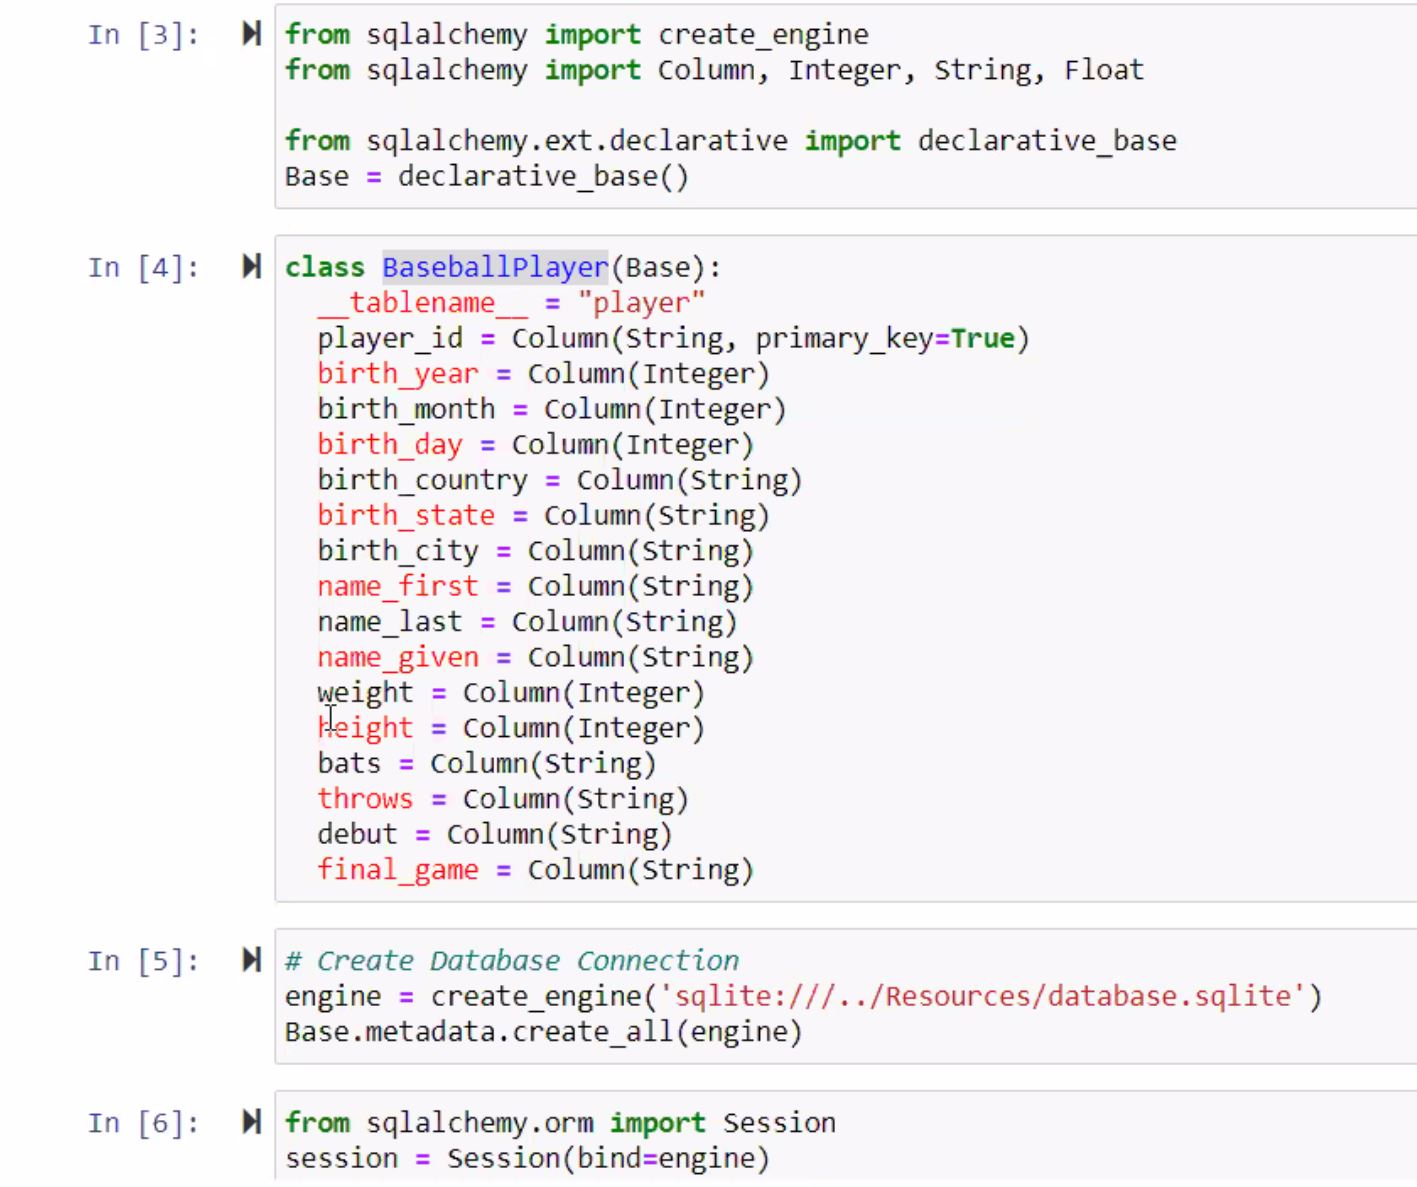 In [3]:
from sqlalchemy import create_engine
from sqlalchemy import Column, Integer, String, Float
from sqlalchemy.ext.declarative import declarative_base
Base = declarative_base()
In [4]:
class BaseballPlayer(Base):
  __tablename__ = "player"
  player_id = Column(String, primary_key=True)
  birth_year = Column(Integer)
  birth_month = Column(Integer)
  birth_day = Column(Integer)
  birth_country = Column(String)
  birth_state = Column(String)
  birth_city = Column(String)
  name_first = Column(String)
  name_last = Column(String)
  name_given = Column(String)
  weight = Column(Integer)
  height = Column(Integer)
  bats = Column(String)
  throws = Column(String)
  debut = Column(String)
  final_game = Column(String)
In [5]:
# Create Database Connection
engine = create_engine('sqlite:///../Resources/database.sqlite')
Base.metadata.create_all(engine)
In [6]:
from sqlalchemy.orm import Session
session = Session(bind=engine)